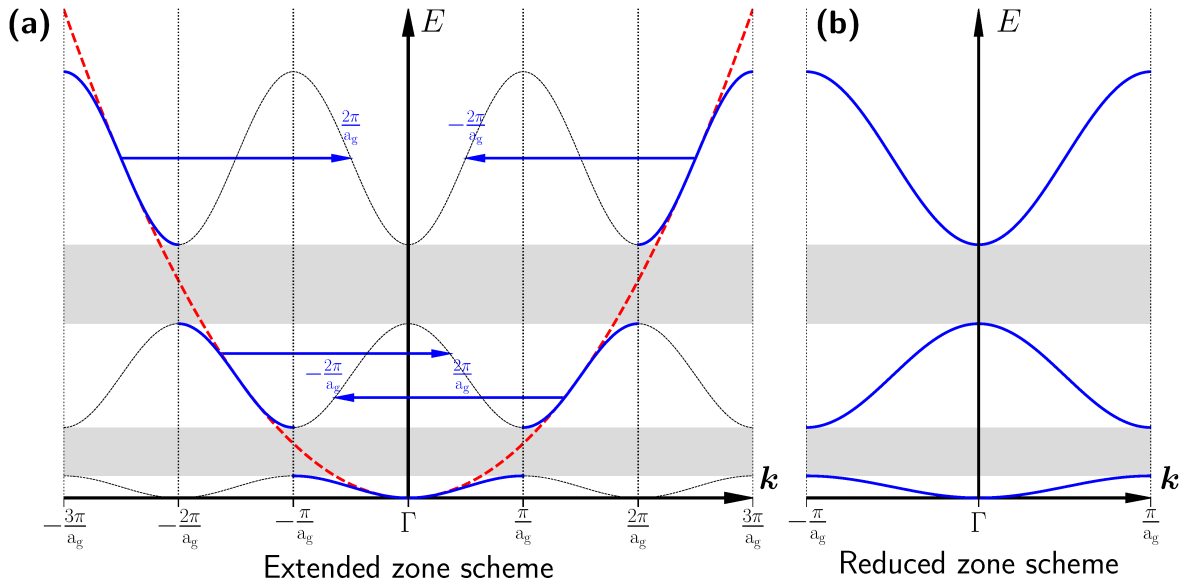 (a) E (b) E
2π/a_g -2π/a_g
-2π/a_g 2π/a_g
k k
-3π/a_g -2π/a_g -π/a_g Γ π/a_g 2π/a_g 3π/a_g -π/a_g Γ π/a_g
Extended zone scheme Reduced zone scheme